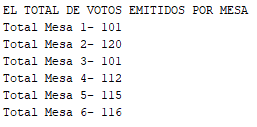 EL TOTAL DE VOTOS EMITIDOS POR MESA
Total Mesa 1- 101
Total Mesa 2- 120
Total Mesa 3- 101
Total Mesa 4- 112
Total Mesa 5- 115
Total Mesa 6- 116